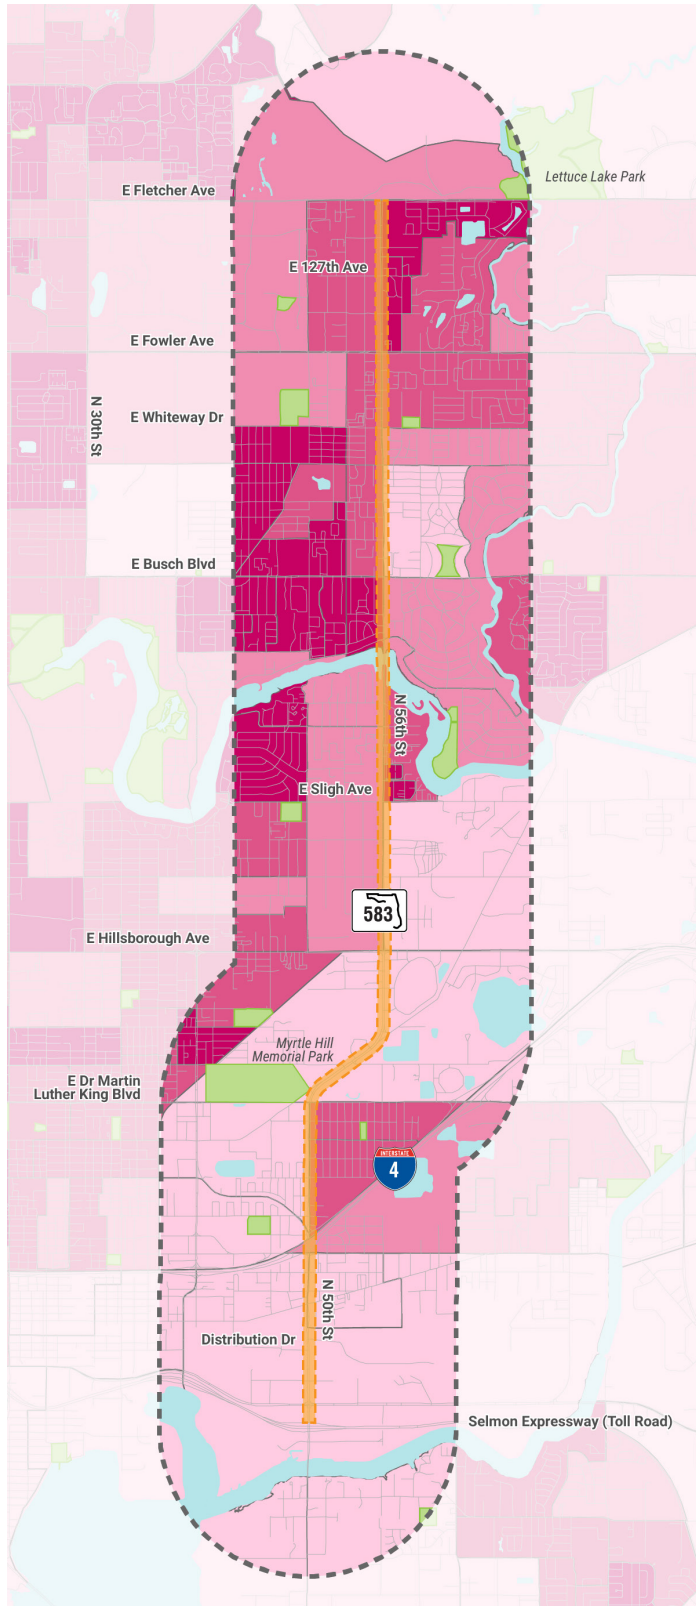 Lettuce Lake Park
E Fletcher Ave
E 127th Ave
E Fowler Ave
N 30th St
E Whiteway Dr
E Busch Blvd
N 56th St
E Sligh Ave
583
E Hillsborough Ave
Myrtle Hill
Memorial Park
E Dr Martin
Luther King Blvd
INTERSTATE
4
N 50th St
Distribution Dr
Selmon Expressway (Toll Road)